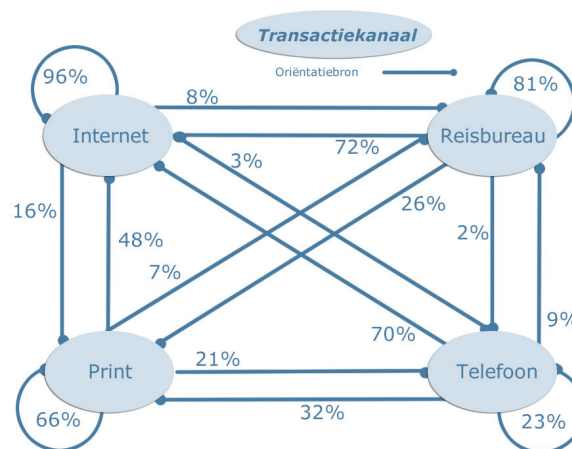 Transactiekanaal
Oriëntatiebron
96%
8%
81%
Internet
Reisbureau
3%
72%
16%
26%
48%
2%
7%
70%
9%
Print
21%
Telefoon
66%
32%
23%